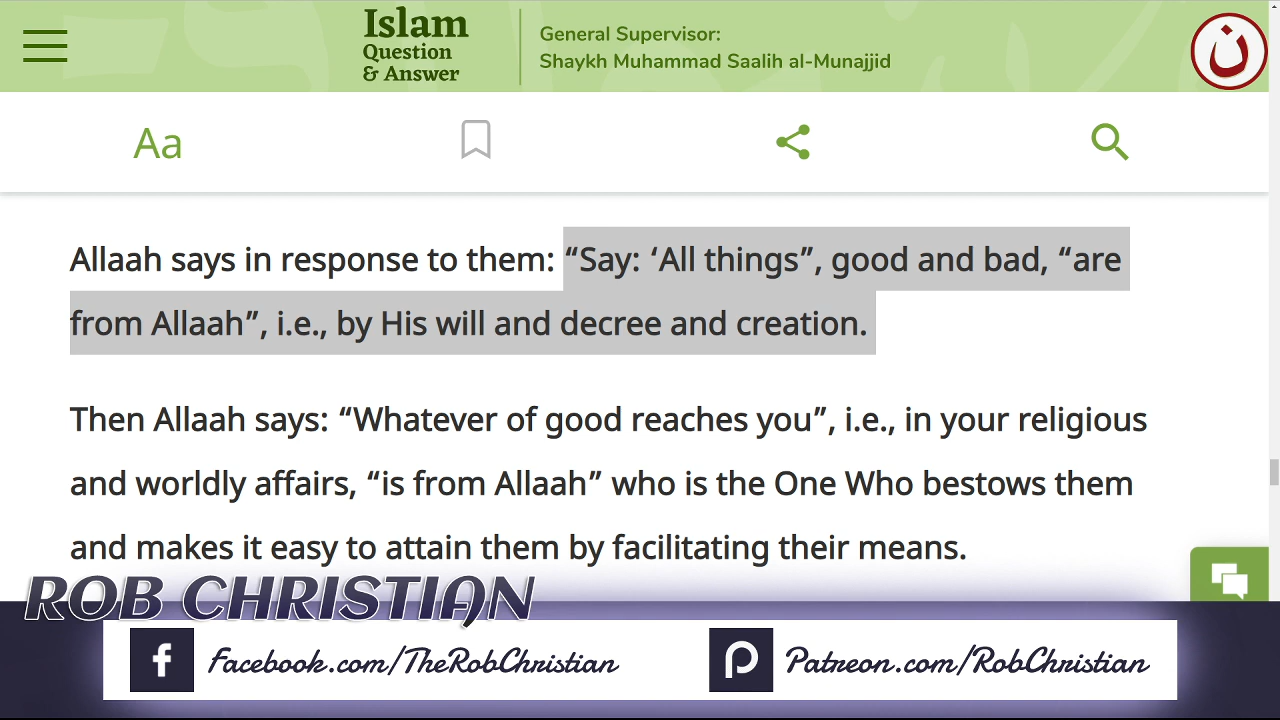 Islam
Question
& Answer
General Supervisor:
Shaykh Muhammad Saalih al-Munajjid
ن
Aa
Allaah says in response to them: “Say: ‘All things”, good and bad, “are
from Allaah”, i.e., by His will and decree and creation.
Then Allaah says: “Whatever of good reaches you”, i.e., in your religious
and worldly affairs, “is from Allaah” who is the One Who bestows them
and makes it easy to attain them by facilitating their means.
ROB CHRISTIAN
Facebook.com/TheRobChristian
Patreon.com/RobChristian